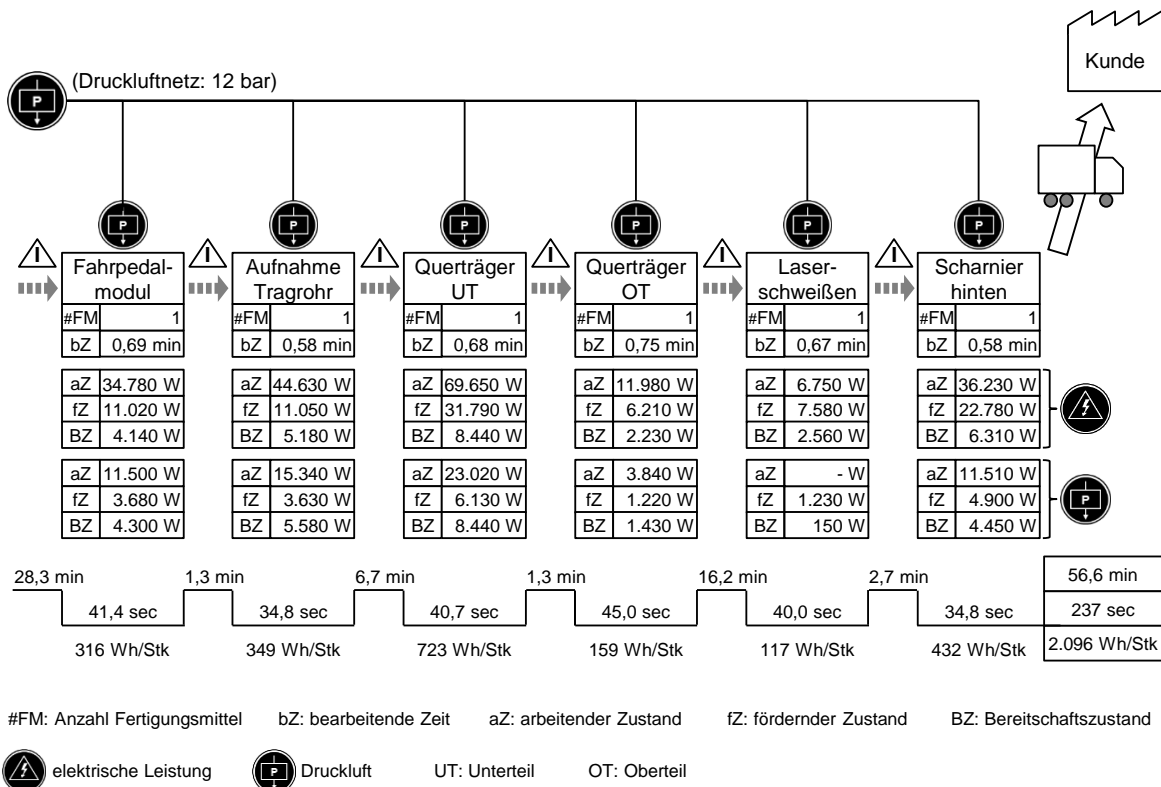 Kunde
(Druckluftnetz: 12 bar)
P
P P P P P P
I I I I I I
Fahrpedal-
modul
#FM 1
bZ 0,69 min
aZ 34.780 W
fZ 11.020 W
BZ 4.140 W
aZ 11.500 W
fZ 3.680 W
BZ 4.300 W
Aufnahme
Tragrohr
#FM 1
bZ 0,58 min
aZ 44.630 W
fZ 11.050 W
BZ 5.180 W
aZ 15.340 W
fZ 3.630 W
BZ 5.580 W
Querträger
UT
#FM 1
bZ 0,68 min
aZ 69.650 W
fZ 31.790 W
BZ 8.440 W
aZ 23.020 W
fZ 6.130 W
BZ 8.440 W
Querträger
OT
#FM 1
bZ 0,75 min
aZ 11.980 W
fZ 6.210 W
BZ 2.230 W
aZ 3.840 W
fZ 1.220 W
BZ 1.430 W
Laser-
schweißen
#FM 1
bZ 0,67 min
aZ 6.750 W
fZ 7.580 W
BZ 2.560 W
aZ - W
fZ 1.230 W
BZ 150 W
Scharnier
hinten
#FM 1
bZ 0,58 min
aZ 36.230 W
fZ 22.780 W
BZ 6.310 W
aZ 11.510 W
fZ 4.900 W
BZ 4.450 W
P
28,3 min 1,3 min 6,7 min 1,3 min 16,2 min 2,7 min 56,6 min
41,4 sec 34,8 sec 40,7 sec 45,0 sec 40,0 sec 34,8 sec 237 sec
316 Wh/Stk 349 Wh/Stk 723 Wh/Stk 159 Wh/Stk 117 Wh/Stk 432 Wh/Stk 2.096 Wh/Stk
#FM: Anzahl Fertigungsmittel bZ: bearbeitende Zeit aZ: arbeitender Zustand fZ: fördernder Zustand BZ: Bereitschaftszustand
elektrische Leistung P Druckluft UT: Unterteil OT: Oberteil